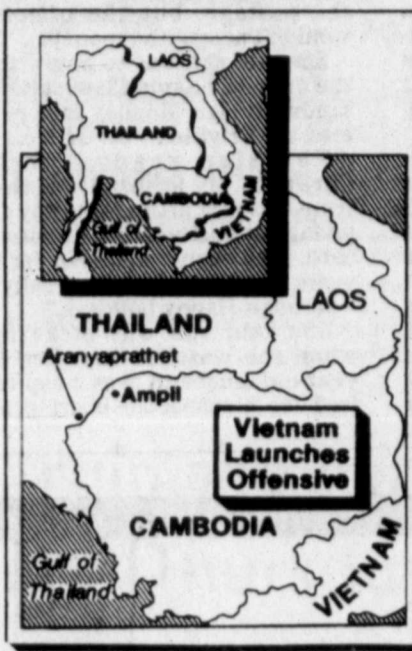 LAOS
THAILAND
CAMBODIA
VIETNAM
Gulf of
Thailand
LAOS
THAILAND
Aranyaprathet
Ampil
Vietnam
Launches
Offensive
CAMBODIA
Gulf of
Thailand
VIETNAM